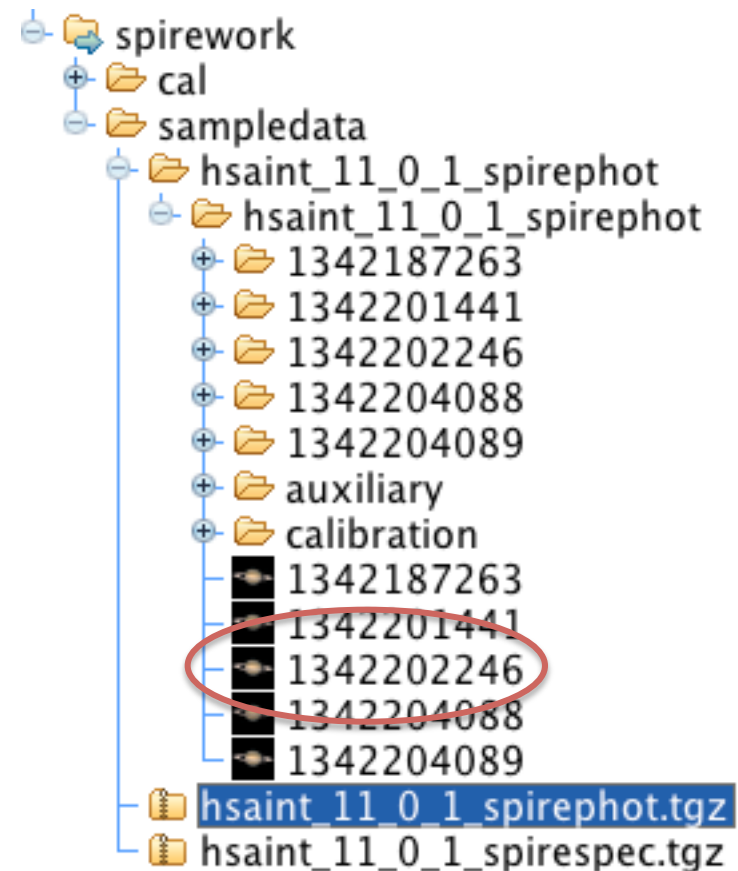 spirework
cal
sampledata
hsaint_11_0_1_spirephot
hsaint_11_0_1_spirephot
1342187263
1342201441
1342202246
1342204088
1342204089
auxiliary
calibration
1342187263
1342201441
1342202246
1342204088
1342204089
hsaint_11_0_1_spirephot.tgz
hsaint_11_0_1_spirespec.tgz